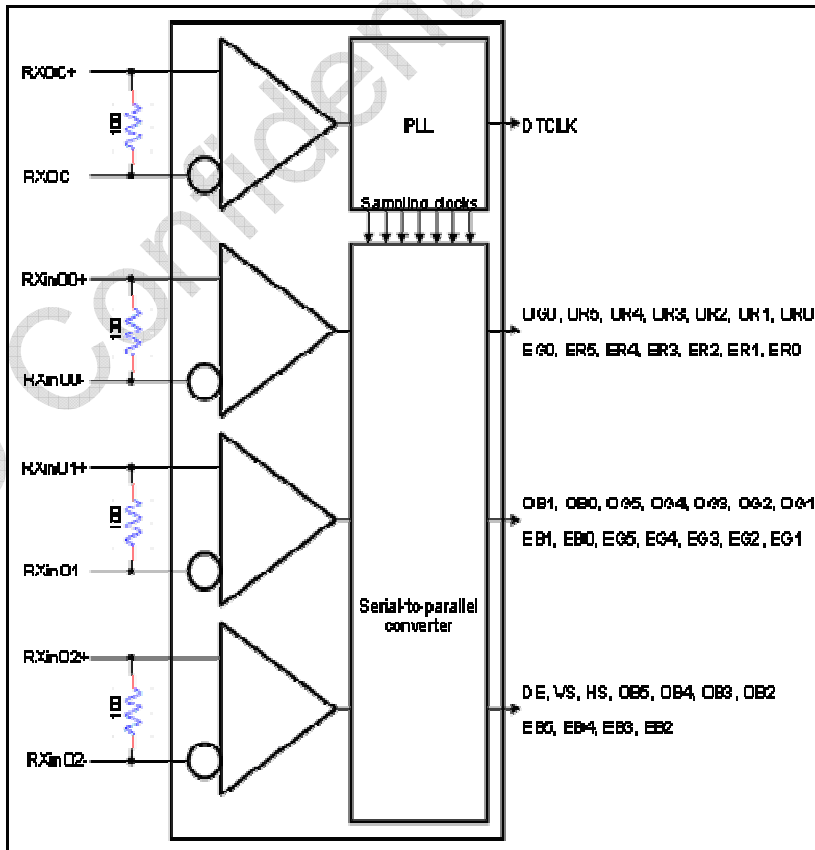 Confidential
RXOC+
PLL
DTCLK
RXOC
Sampling clocks
RXinO0+
OG0, OR5, OR4, OR3, OR2, OR1, OR0
EG0, ER5, ER4, ER3, ER2, ER1, ER0
RXinO0-
RXinO1+
OB1, OB0, OG5, OG4, OG3, OG2, OG1
EB1, EB0, EG5, EG4, EG3, EG2, EG1
RXinO1
Serial-to-parallel
converter
RXinO2+
DE, VS, HS, OB5, OB4, OB3, OB2
EB5, EB4, EB3, EB2
RXinO2-